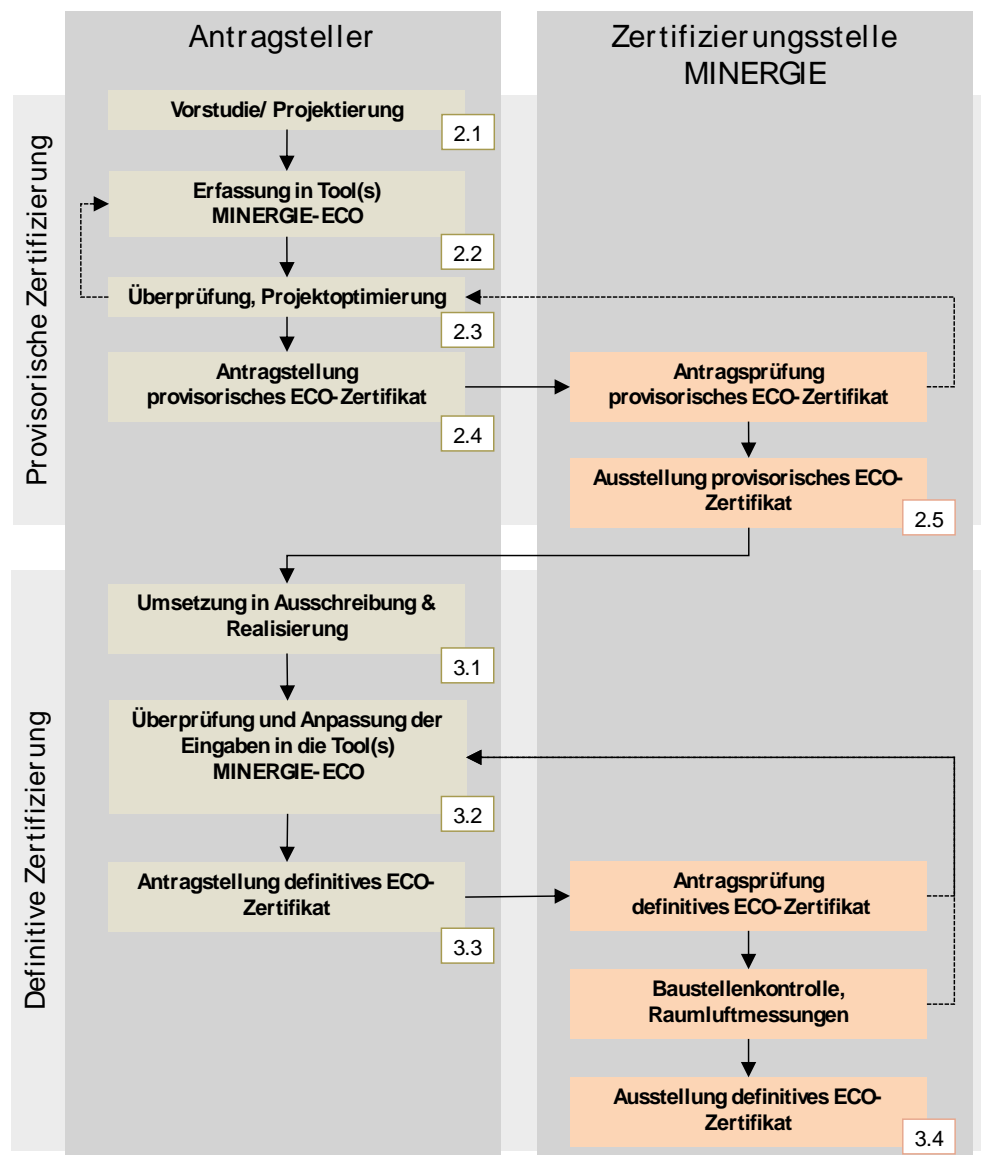 Antragsteller
Zertifizierungsstelle
MINERGIE
Provisorische Zertifizierung
Vorstudie/ Projektierung
2.1
Erfassung in Tool(s)
MINERGIE-ECO
2.2
Überprüfung, Projektoptimierung
2.3
Antragstellung
provisorisches ECO-Zertifikat
2.4
Antragsprüfung
provisorisches ECO-Zertifikat
Ausstellung provisorisches ECO-
Zertifikat
2.5
Definitive Zertifizierung
Umsetzung in Ausschreibung &
Realisierung
3.1
Überprüfung und Anpassung der
Eingaben in die Tool(s)
MINERGIE-ECO
3.2
Antragstellung definitives ECO-
Zertifikat
3.3
Antragsprüfung
definitives ECO-Zertifikat
Baustellenkontrolle,
Raumluftmessungen
Ausstellung definitives ECO-
Zertifikat
3.4